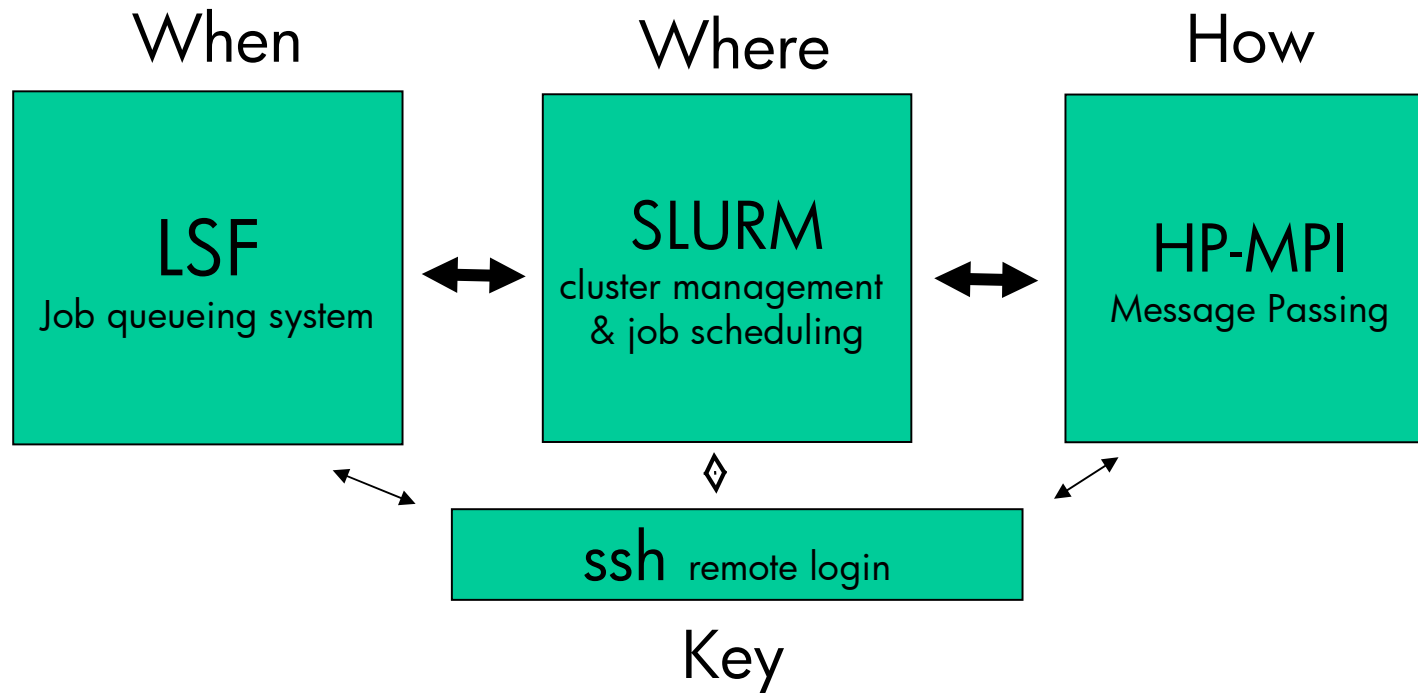 When
Where
How
LSF
Job queueing system
SLURM
cluster management
& job scheduling
HP-MPI
Message Passing
ssh remote login
Key